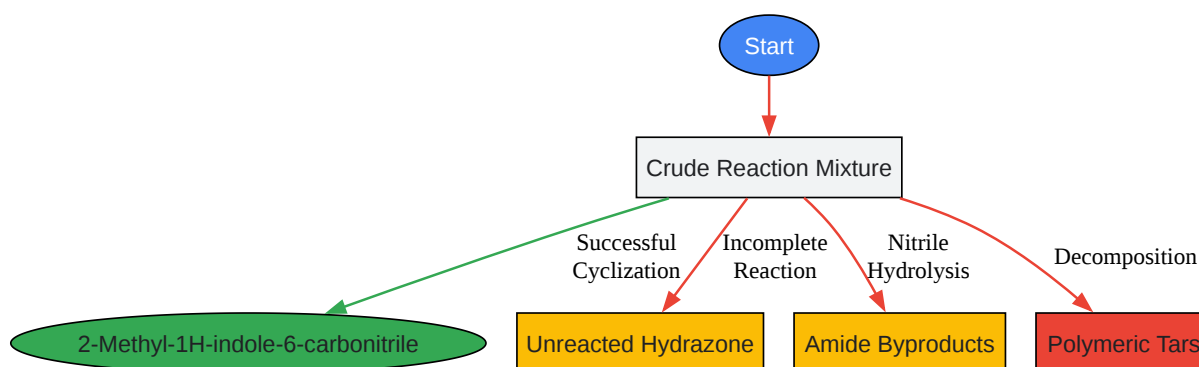 Start
Crude Reaction Mixture
Successful
Cyclization
Incomplete
Reaction
Nitrile
Hydrolysis
Decomposition
2-Methyl-1H-indole-6-carbonitrile
Unreacted Hydrazone
Amide Byproducts
Polymeric Tars